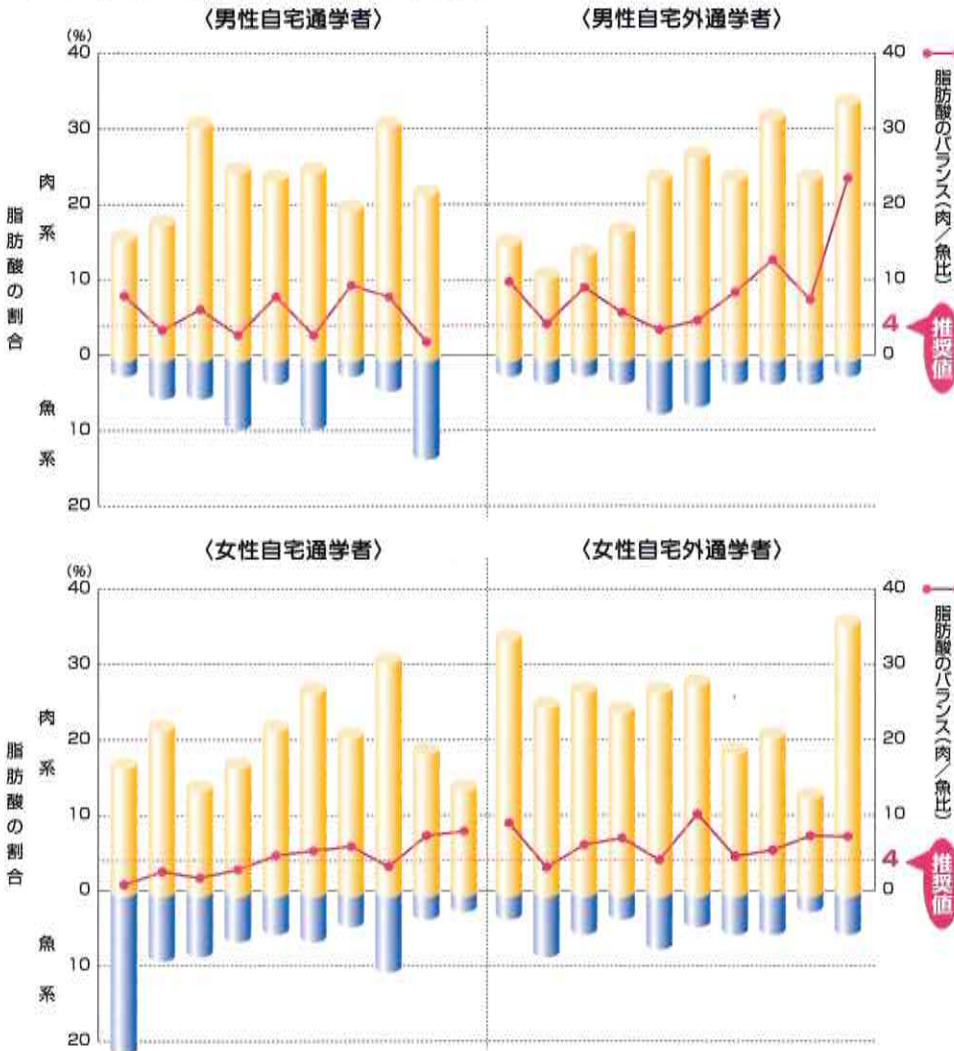 〈男性自宅通学者〉
〈男性自宅外通学者〉
(%)
40
30
20
10
0
10
20
肉系
魚系
脂肪酸の割合
40
30
20
10
4
0
脂肪酸のバランス(肉/魚比)
推奨値
〈女性自宅通学者〉
〈女性自宅外通学者〉
(%)
40
30
20
10
0
10
20
肉系
魚系
脂肪酸の割合
40
30
20
10
4
0
脂肪酸のバランス(肉/魚比)
推奨値